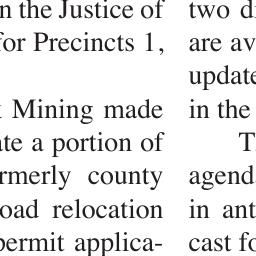 n the Justice of
for Precincts 1,
Mining made
ate a portion of
rmerly county
oad relocation
permit applica-
two d
are av
update
in the
T
agend
in ant
cast fo